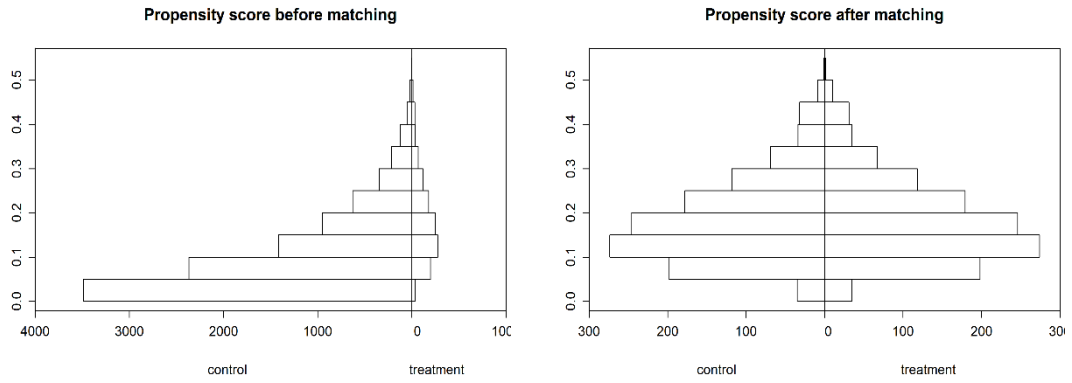 Propensity score before matching
0.5
0.4
0.3
0.2
0.1
0.0
4000 3000 2000 1000 0 100
control treatment
Propensity score after matching
0.5
0.4
0.3
0.2
0.1
0.0
300 200 100 0 100 200 300
control treatment